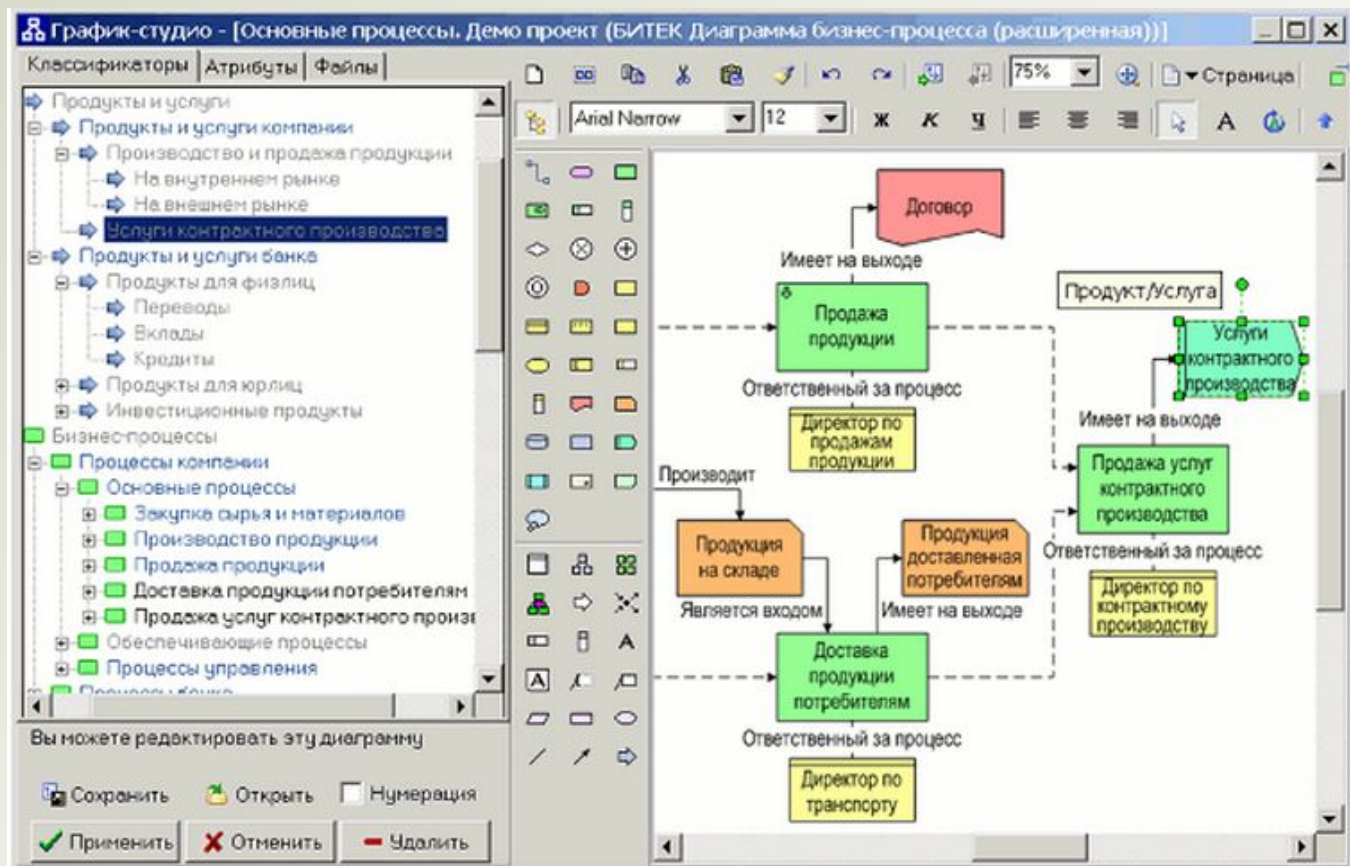 График-студио - [Основные процессы. Демо проект (БИТЕК Диаграмма бизнес-процесса (расширенная))]
Классификаторы Атрибуты Файлы
75% Страница
Arial Narrow 12 Ж К Ч А
Продукты и услуги
Продукты и услуги компании
Производство и продажа продукции
На внутреннем рынке
На внешнем рынке
Услуги контрактного производства
Продукты и услуги банка
Продукты для физлиц
Переводы
Вклады
Кредиты
Продукты для юрлиц
Инвестиционные продукты
Бизнес-процессы
Процессы компании
Основные процессы
Закупка сырья и материалов
Производство продукции
Продажа продукции
Доставка продукции потребителям
Продажа услуг контрактного произв
Обеспечивающие процессы
Процессы управления
Процессы банка
Вы можете редактировать эту диаграмму
Сохранить Открыть Нумерация
Применить Отменить Удалить
A
A
Договор
Имеет на выходе
Продажа
продукции
Ответственный за процесс
Директор по
продажам
продукции
Продукт/Услуга
Услуги
контрактного
производства
Имеет на выходе
Продажа услуг
контрактного
производства
Ответственный за процесс
Директор по
контрактному
производству
Производит
Продукция
на складе
Является входом
Продукция
доставленная
потребителям
Имеет на выходе
Доставка
продукции
потребителям
Ответственный за процесс
Директор по
транспорту